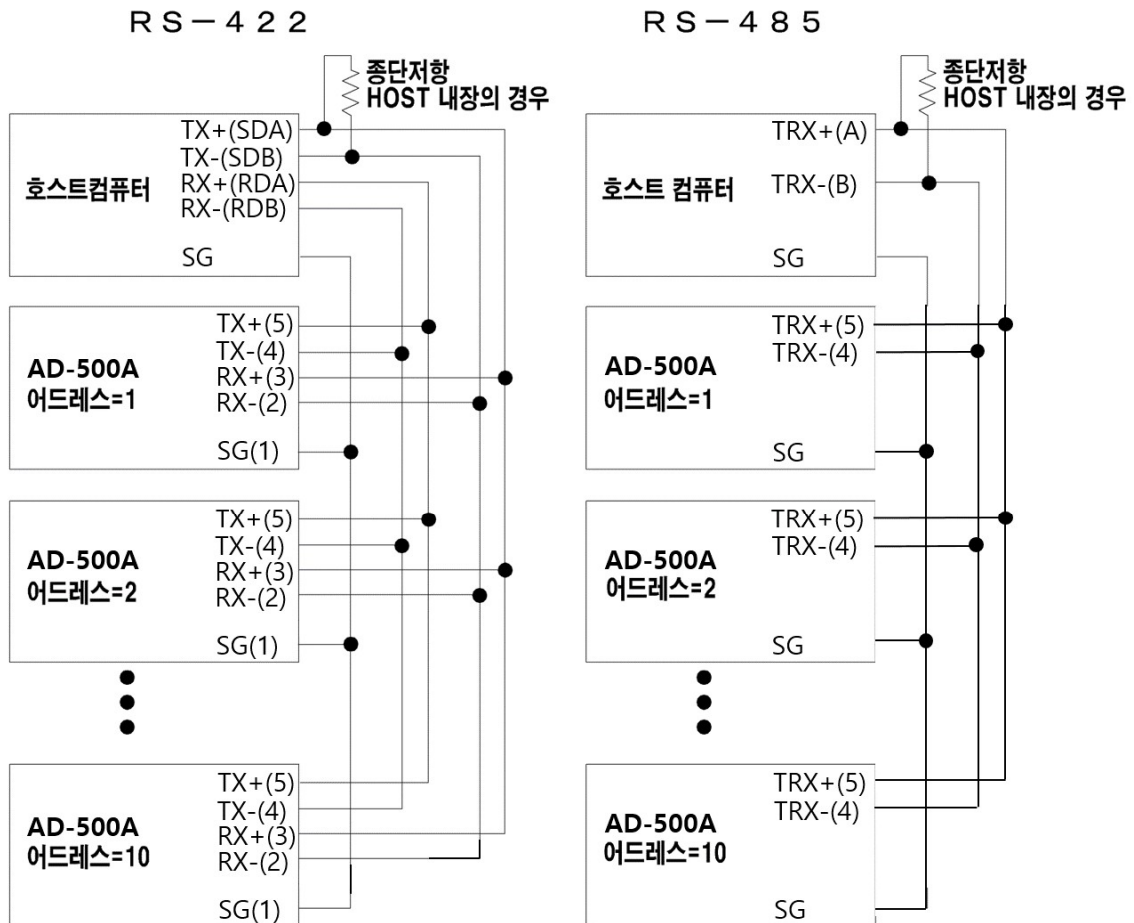 RS-422
종단저항
HOST 내장의 경우
호스트컴퓨터
TX+(SDA)
TX-(SDB)
RX+(RDA)
RX-(RDB)
SG
AD-500A
어드레스=1
TX+(5)
TX-(4)
RX+(3)
RX-(2)
SG(1)
AD-500A
어드레스=2
TX+(5)
TX-(4)
RX+(3)
RX-(2)
SG(1)
AD-500A
어드레스=10
TX+(5)
TX-(4)
RX+(3)
RX-(2)
SG(1)
RS-485
종단저항
HOST 내장의 경우
호스트 컴퓨터
TRX+(A)
TRX-(B)
SG
AD-500A
어드레스=1
TRX+(5)
TRX-(4)
SG
AD-500A
어드레스=2
TRX+(5)
TRX-(4)
SG
AD-500A
어드레스=10
TRX+(5)
TRX-(4)
SG